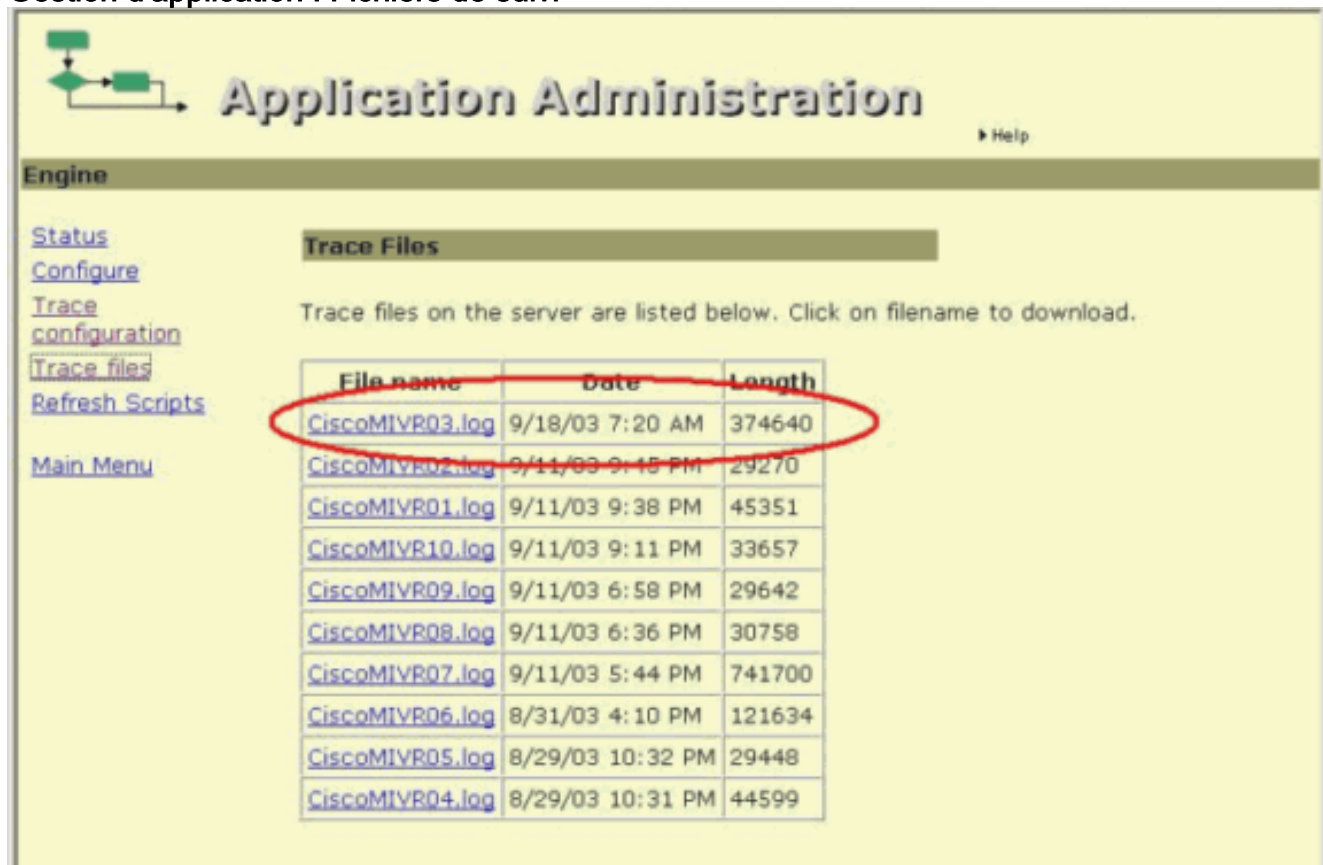 Application Administration
Help
Engine
Status
Configure
Trace
configuration
Trace files
Refresh Scripts
Main Menu
Trace Files
Trace files on the server are listed below. Click on filename to download.
File name Date Length
CiscoMIVR03.log 9/18/03 7:20 AM 374640
CiscoMIVR02.log 9/11/03 9:45 PM 29270
CiscoMIVR01.log 9/11/03 9:38 PM 45351
CiscoMIVR10.log 9/11/03 9:11 PM 33657
CiscoMIVR09.log 9/11/03 6:58 PM 29642
CiscoMIVR08.log 9/11/03 6:36 PM 30758
CiscoMIVR07.log 9/11/03 5:44 PM 741700
CiscoMIVR06.log 8/31/03 4:10 PM 121634
CiscoMIVR05.log 8/29/03 10:32 PM 29448
CiscoMIVR04.log 8/29/03 10:31 PM 44599